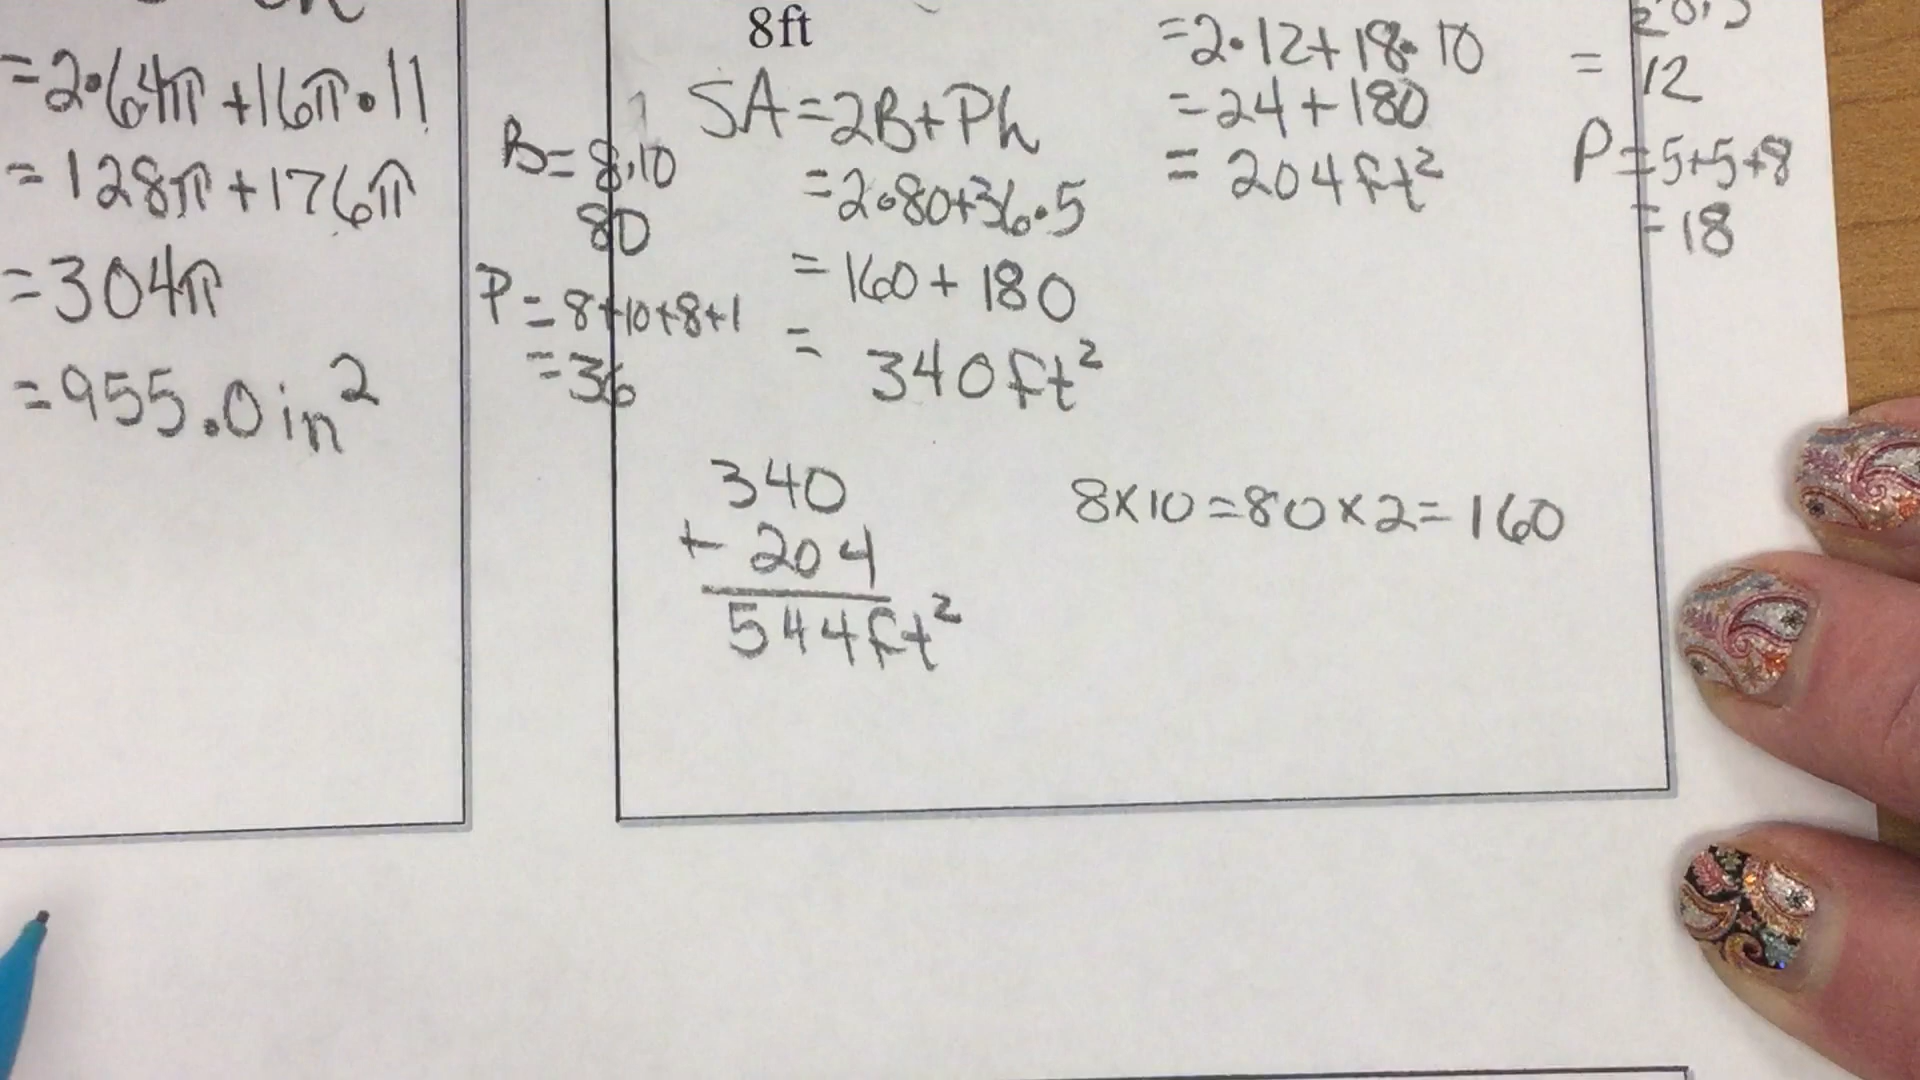 =2•64π+16π•11
=128π+176π
=304π
=955.0in²
8ft
SA=2B+Ph
=2•80+36•5
=160+180
=340ft²
B=8.10
80
P=8+10+8+1
=36
=2•12+18•10
=24+180
=204ft²
=
12
P=5+5+8
=18
340
+204
544ft²
8x10=80x2=160